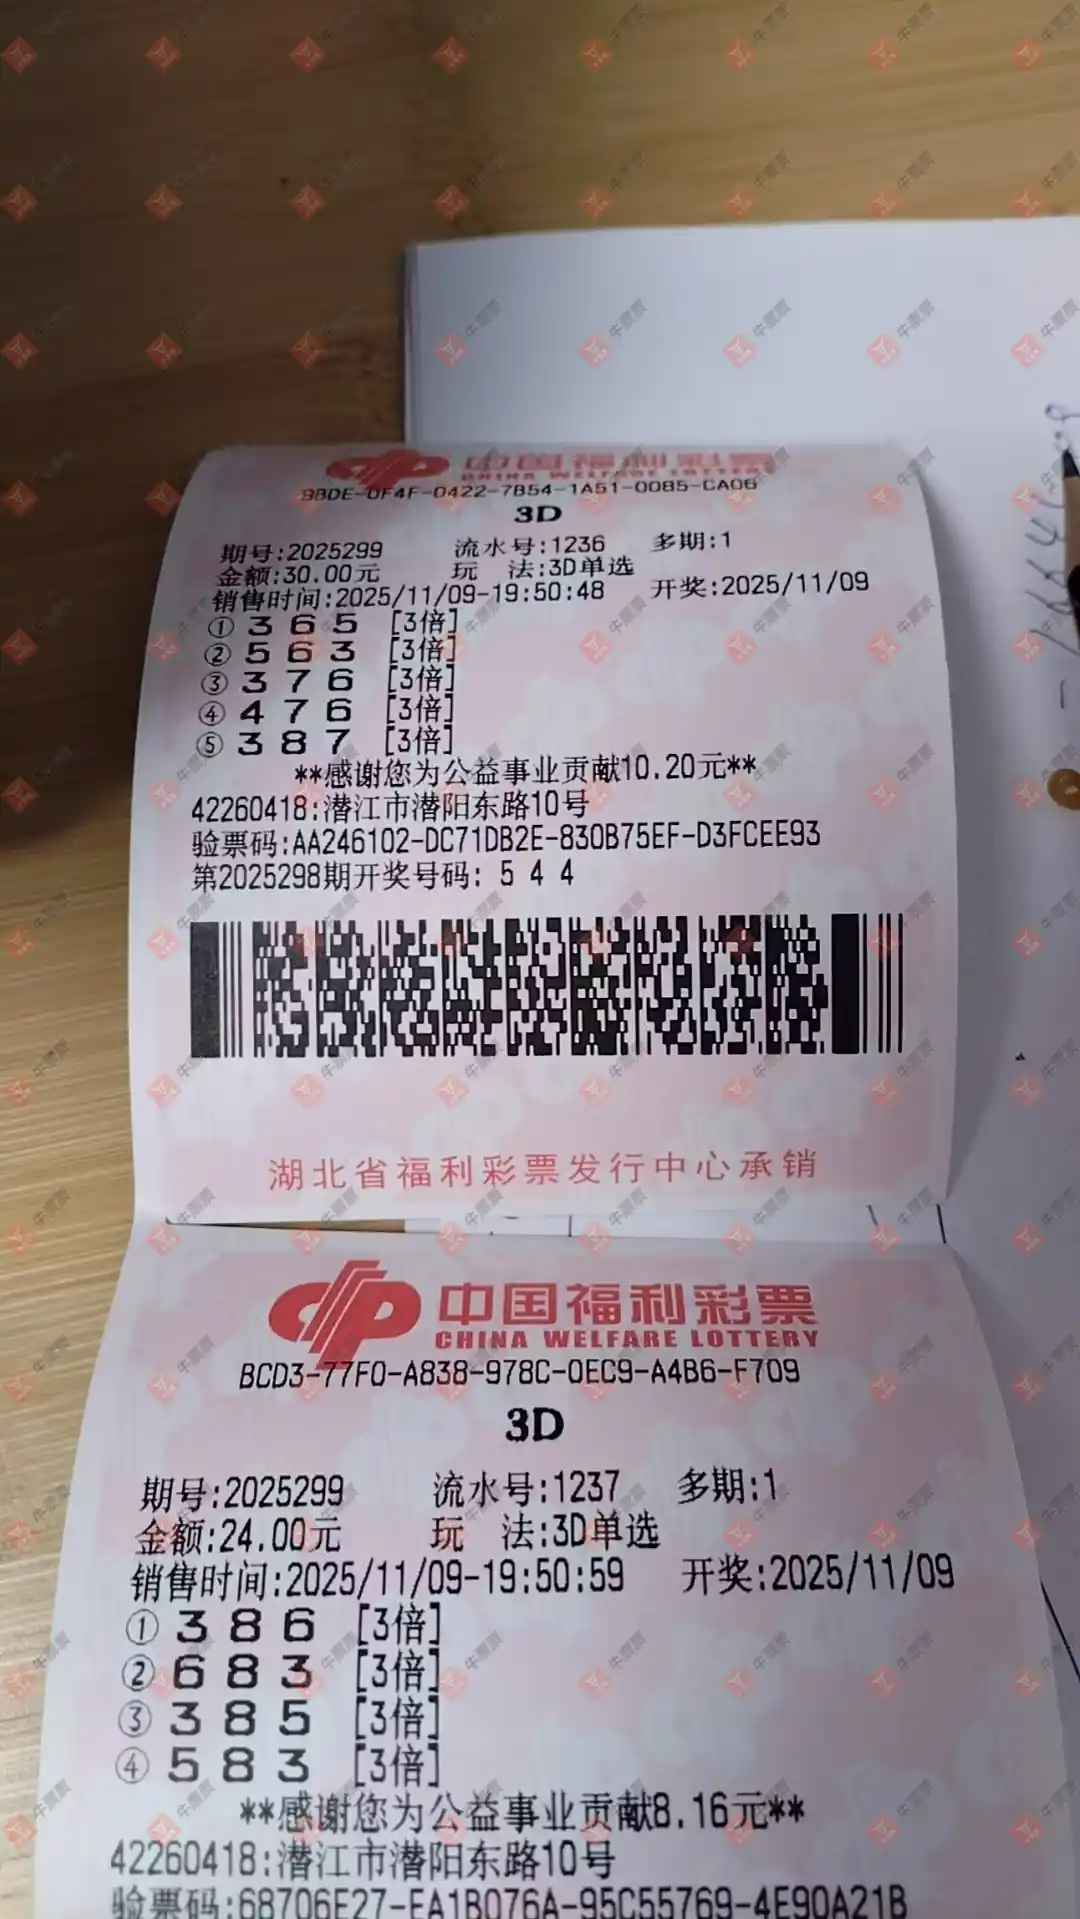 中国福利彩票
CHINA WELFARE LOTTERY
9BDE-0F4F-0422-7B54-1A51-0085-CA06
3D
期号:2025299 流水号:1236 多期:1
金额:30.00元 玩 法:3D单选
销售时间:2025/11/09-19:50:48 开奖:2025/11/09
① 3 6 5 [3倍]
② 5 6 3 [3倍]
③ 3 7 6 [3倍]
④ 4 7 6 [3倍]
⑤ 3 8 7 [3倍]
**感谢您为公益事业贡献10.20元**
42260418:潜江市潜阳东路10号
验票码:AA246102-DC71DB2E-830B75EF-D3FCEE93
第2025298期开奖号码: 5 4 4
湖北省福利彩票发行中心承销
中国福利彩票
CHINA WELFARE LOTTERY
BCD3-77F0-A838-978C-0EC9-A4B6-F709
3D
期号:2025299 流水号:1237 多期:1
金额:24.00元 玩 法:3D单选
销售时间:2025/11/09-19:50:59 开奖:2025/11/09
① 3 8 6 [3倍]
② 6 8 3 [3倍]
③ 3 8 5 [3倍]
④ 5 8 3 [3倍]
**感谢您为公益事业贡献8.16元**
42260418:潜江市潜阳东路10号
验票码:68706E27-EA1B076A-95C55769-4E90A21B
牛票票